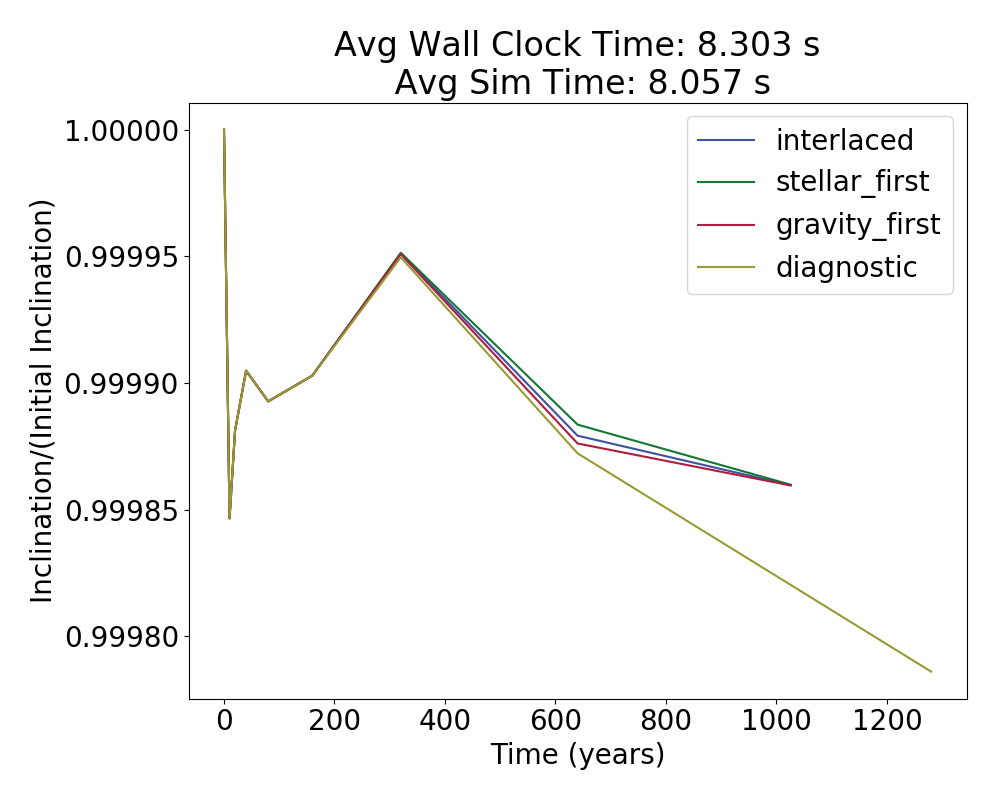 Avg Wall Clock Time: 8.303 s
Avg Sim Time: 8.057 s
1.00000
0.99995
0.99990
0.99985
0.99980
Inclination/(Initial Inclination)
interlaced
stellar_first
gravity_first
diagnostic
0 200 400 600 800 1000 1200
Time (years)